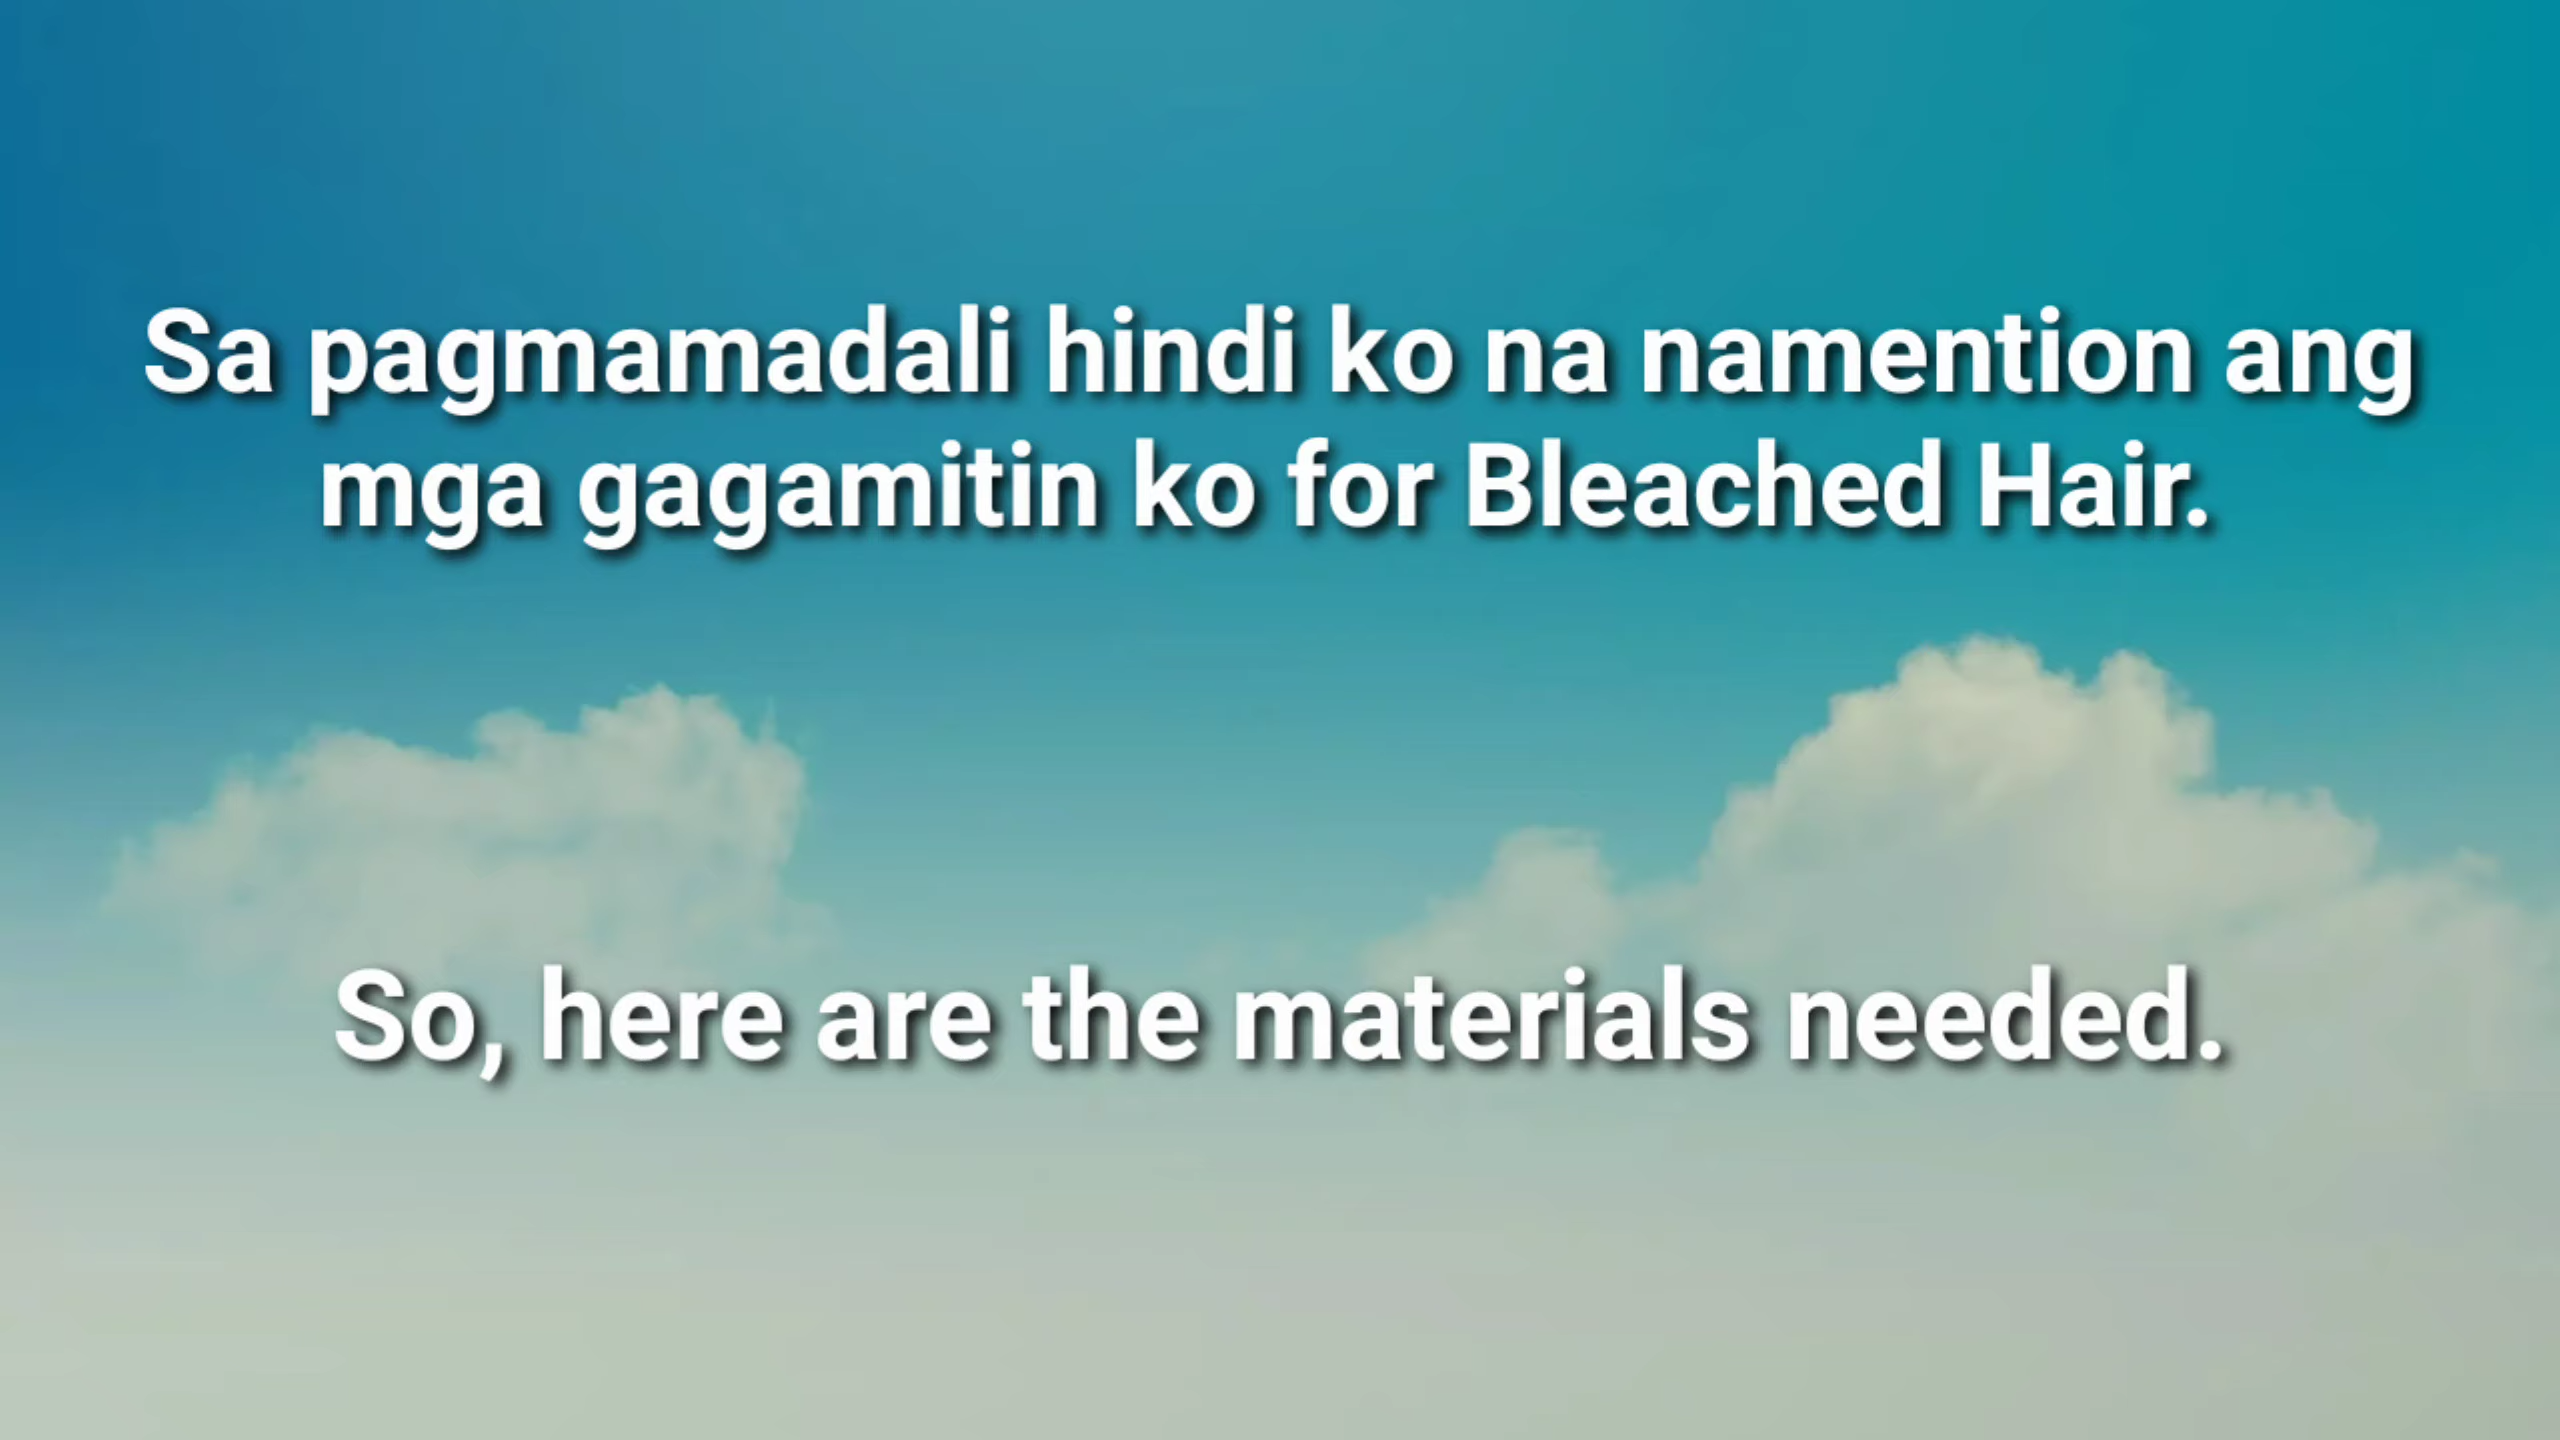 Sa pagmamadali hindi ko na namention ang
mga gagamitin ko for Bleached Hair.
So, here are the materials needed.